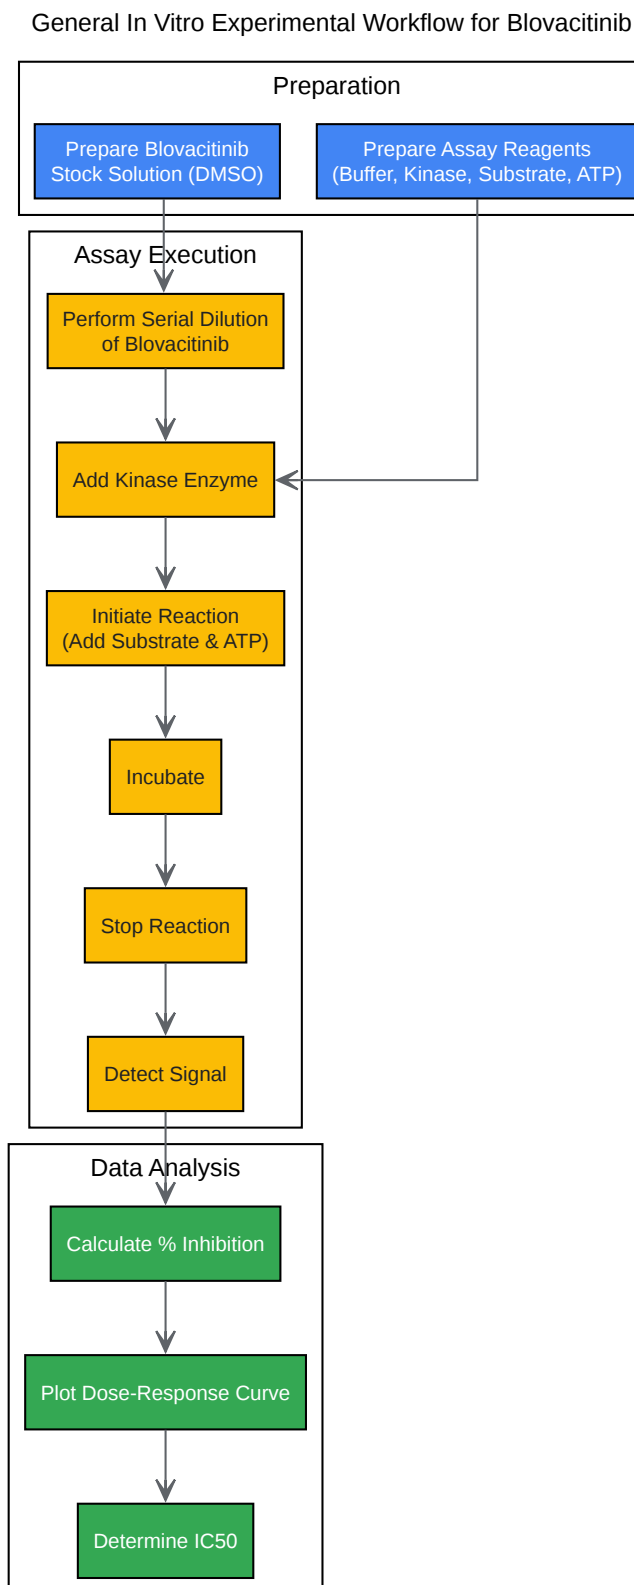 General In Vitro Experimental Workflow for Blovacitinib
Preparation
Prepare Blovacitinib
Stock Solution (DMSO)
Prepare Assay Reagents
(Buffer, Kinase, Substrate, ATP)
Assay Execution
Perform Serial Dilution
of Blovacitinib
Add Kinase Enzyme
Initiate Reaction
(Add Substrate & ATP)
Incubate
Stop Reaction
Detect Signal
Data Analysis
Calculate % Inhibition
Plot Dose-Response Curve
Determine IC50